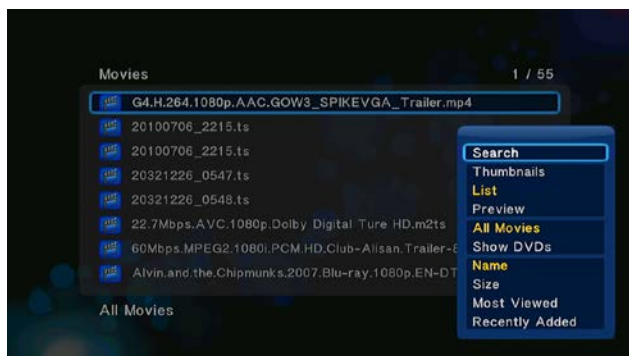 Movies
1 / 55
G4.H.264.1080p.AAC.GOW3_SPIKEVGA_Trailer.mp4
20100706_2215.ts
20100706_2215.ts
20321226_0547.ts
20321226_0548.ts
22.7Mbps.AVC.1080p.Dolby Digital Ture HD.m2ts
60Mbps.MPEG2.1080i.PCM.HD.Club-Alisan.Trailer-
Alvin.and.the.Chipmunks.2007.Blu-ray.1080p.EN-DT
All Movies
Search
Thumbnails
List
Preview
All Movies
Show DVDs
Name
Size
Most Viewed
Recently Added